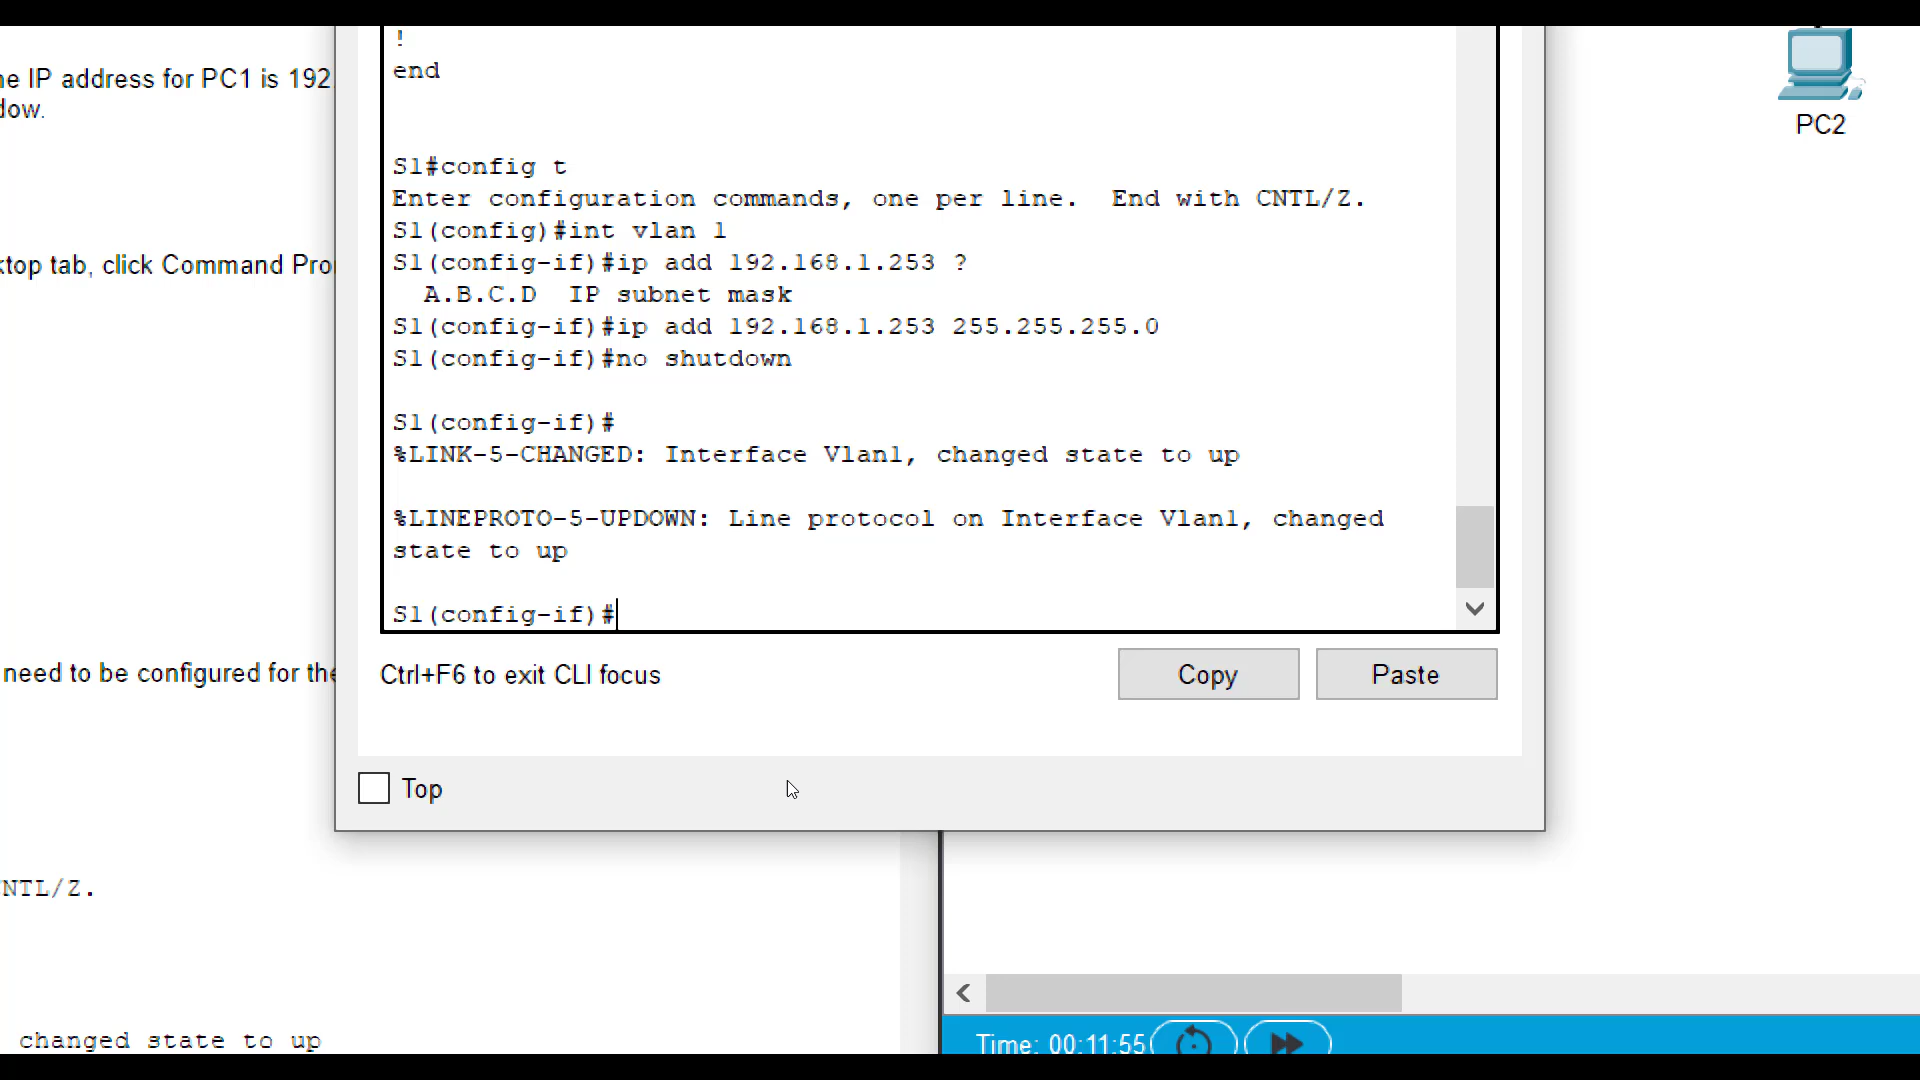 !
end
ne IP address for PC1 is 192
dow.
PC2
S1#config t
Enter configuration commands, one per line.  End with CNTL/Z.
S1(config)#int vlan 1
S1(config-if)#ip add 192.168.1.253 ?
ktop tab, click Command Pro
A.B.C.D  IP subnet mask
S1(config-if)#ip add 192.168.1.253 255.255.255.0
S1(config-if)#no shutdown
S1(config-if)#
%LINK-5-CHANGED: Interface Vlan1, changed state to up
%LINEPROTO-5-UPDOWN: Line protocol on Interface Vlan1, changed
state to up
S1(config-if)#
need to be configured for the
Ctrl+F6 to exit CLI focus
Copy
Paste
Top
CNTL/Z.
changed state to up
Time: 00:11:55